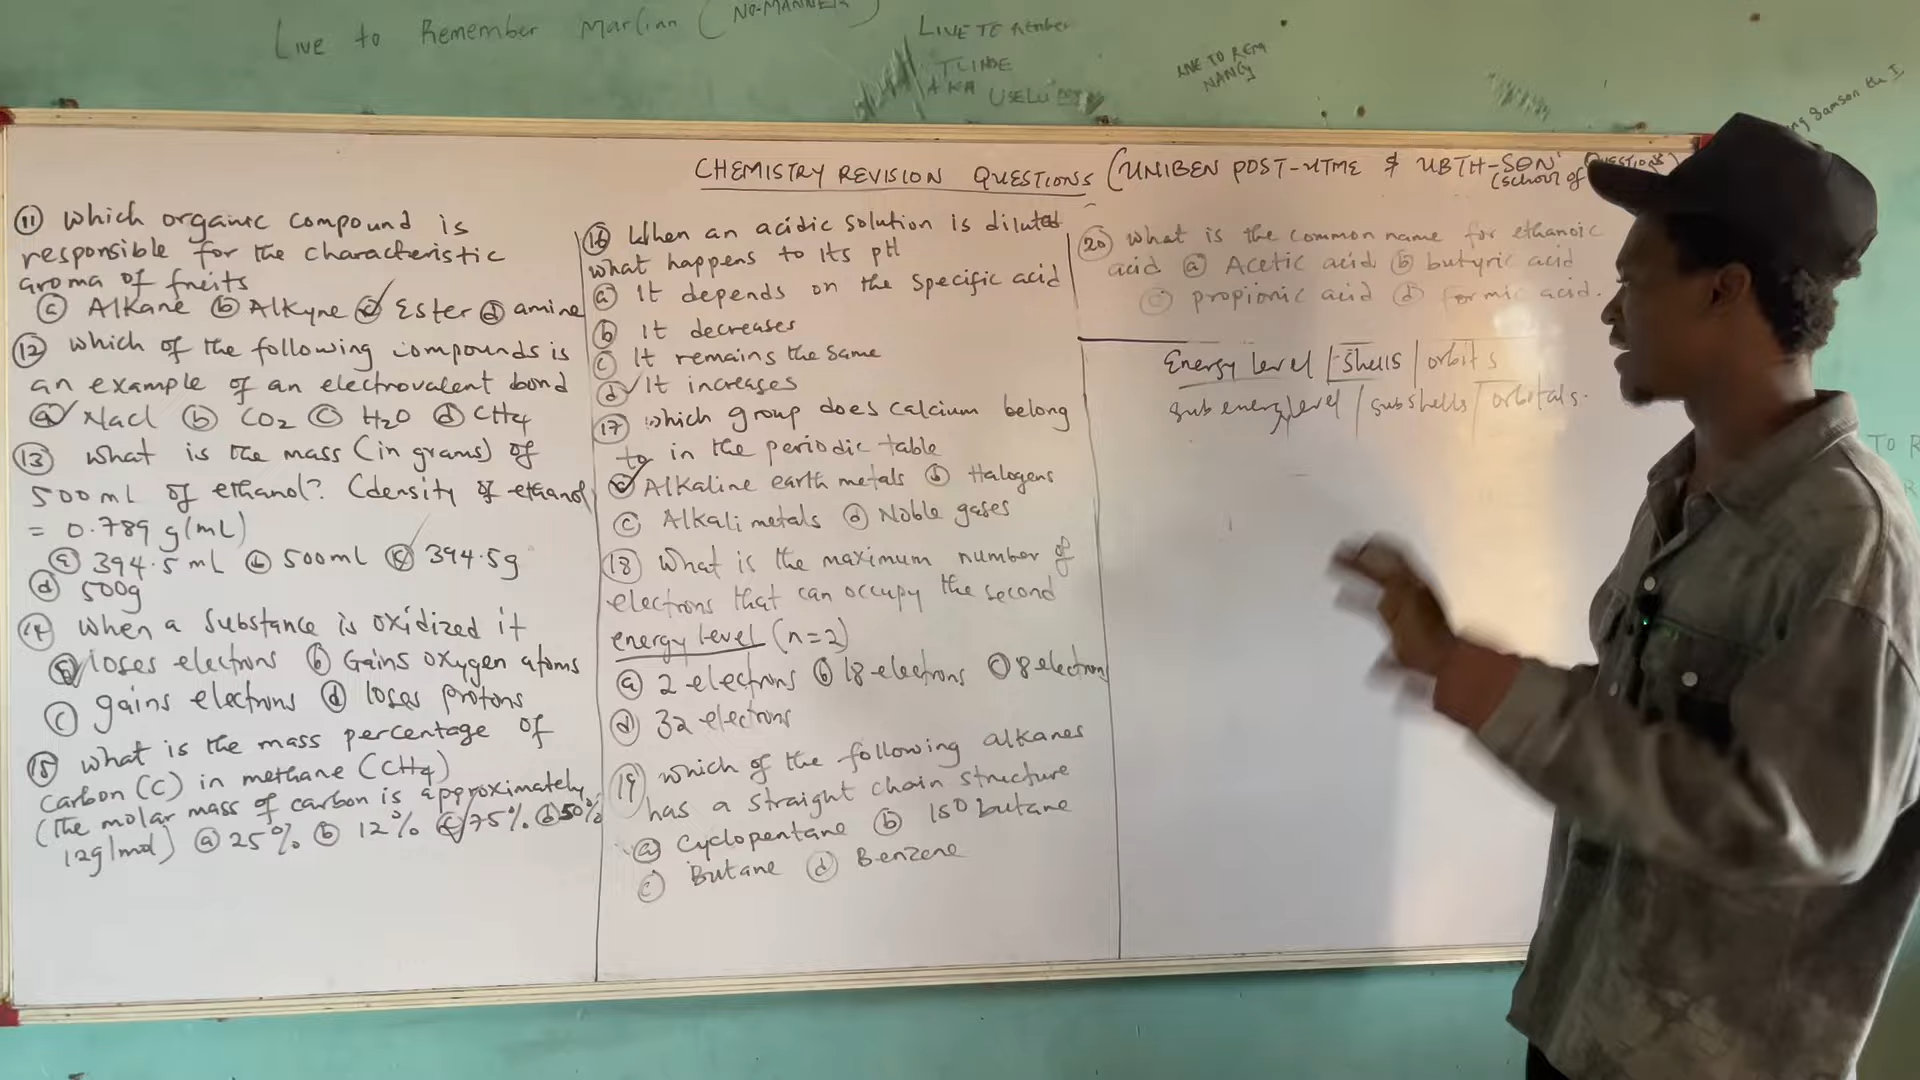 Live to Remember Marlinn (NO-MANNER)
LIVE TO
TLINDE
AKA USELU
LIVE TO REM
NANCY
CHEMISTRY REVISION QUESTIONS (UNIBEN POST-UTME & UBTH-SON QUESTIONS)
(School of
⑪ Which organic compound is
responsible for the characteristic
aroma of fruits
ⓐ Alkane ⓑ Alkyne ⓒ Ester ⓓ amine
⑫ Which of the following compounds is
an example of an electrovalent bond
ⓐ NaCl ⓑ CO2 ⓒ H2O ⓓ CH4
⑬ What is the mass (in grams) of
500mL of ethanol? (density of ethanol
= 0.789 g/mL)
ⓐ 394.5 mL ⓑ 500mL ⓒ 394.5g
ⓓ 500g
⑭ When a substance is oxidized it
ⓐ loses electrons ⓑ Gains oxygen atoms
ⓒ gains electrons ⓓ loses protons
⑮ What is the mass percentage of
Carbon (C) in methane (CH4)
(The molar mass of carbon is approximately
12g/mol) ⓐ 25% ⓑ 12% ⓒ 75% ⓓ 50%
⑯ When an acidic solution is diluted
what happens to its pH
ⓐ It depends on the specific acid
ⓑ It decreases
ⓒ It remains the same
ⓓ It increases
⑰ which group does calcium belong
to in the periodic table
ⓐ Alkaline earth metals ⓑ Halogens
ⓒ Alkali metals ⓓ Noble gases
⑱ What is the maximum number of
electrons that can occupy the second
energy level (n=2)
ⓐ 2 electrons ⓑ 18 electrons ⓒ 8 electron
ⓓ 32 electrons
⑲ Which of the following alkanes
has a straight chain structure
ⓐ Cyclopentane ⓑ Isobutane
ⓒ Butane ⓓ Benzene
⑳ What is the common name for ethanoic
acid ⓐ Acetic acid ⓑ butyric acid
ⓒ propionic acid ⓓ formic acid.
Energy level / shells / orbits
sub energy level / subshells / orbitals.